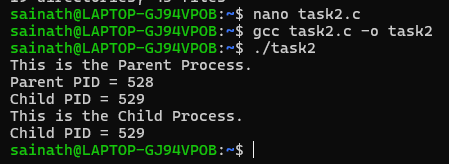 sainath@LAPTOP-GJ94VPOB:~$ nano task2.c
sainath@LAPTOP-GJ94VPOB:~$ gcc task2.c -o task2
sainath@LAPTOP-GJ94VPOB:~$ ./task2
This is the Parent Process.
Parent PID = 528
Child PID = 529
This is the Child Process.
Child PID = 529
sainath@LAPTOP-GJ94VPOB:~$